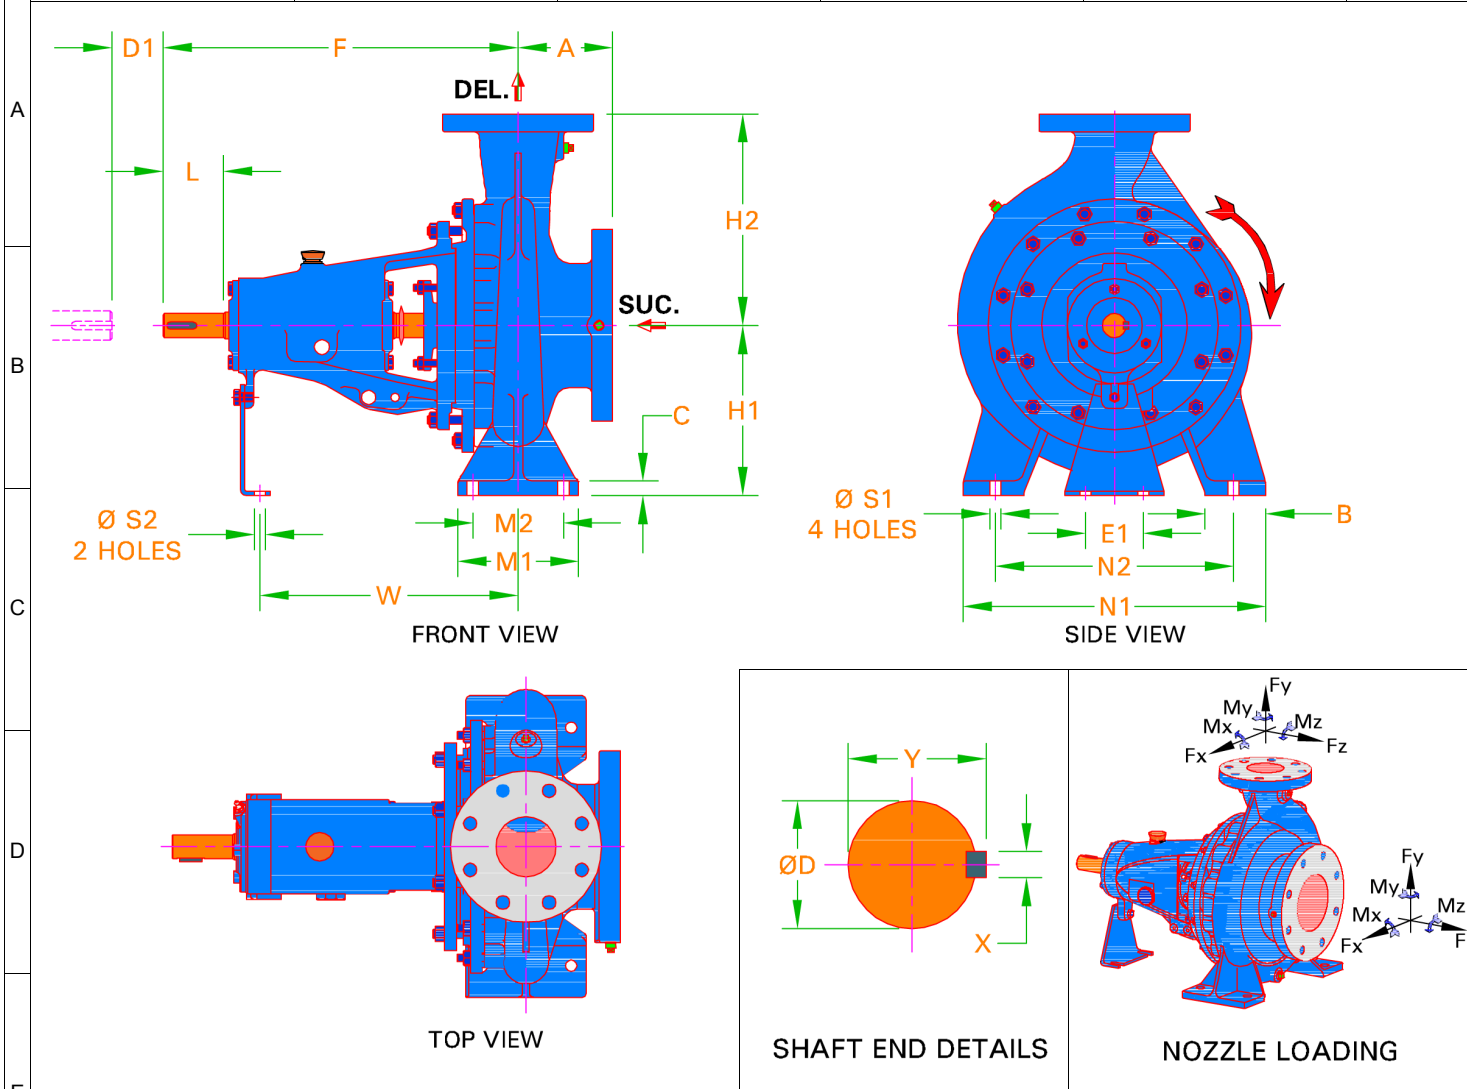 D1
F
A
DEL.
A
L
H2
SUC.
B
H1
C
Ø S2
2 HOLES
M2
M1
W
FRONT VIEW
Ø S1
4 HOLES
B
E1
N2
N1
SIDE VIEW
C
D
TOP VIEW
Y
ØD
X
SHAFT END DETAILS
Fy
My
Mz
Mx
Fz
Fx
Fy
My
Mz
Mx
Fx
NOZZLE LOADING